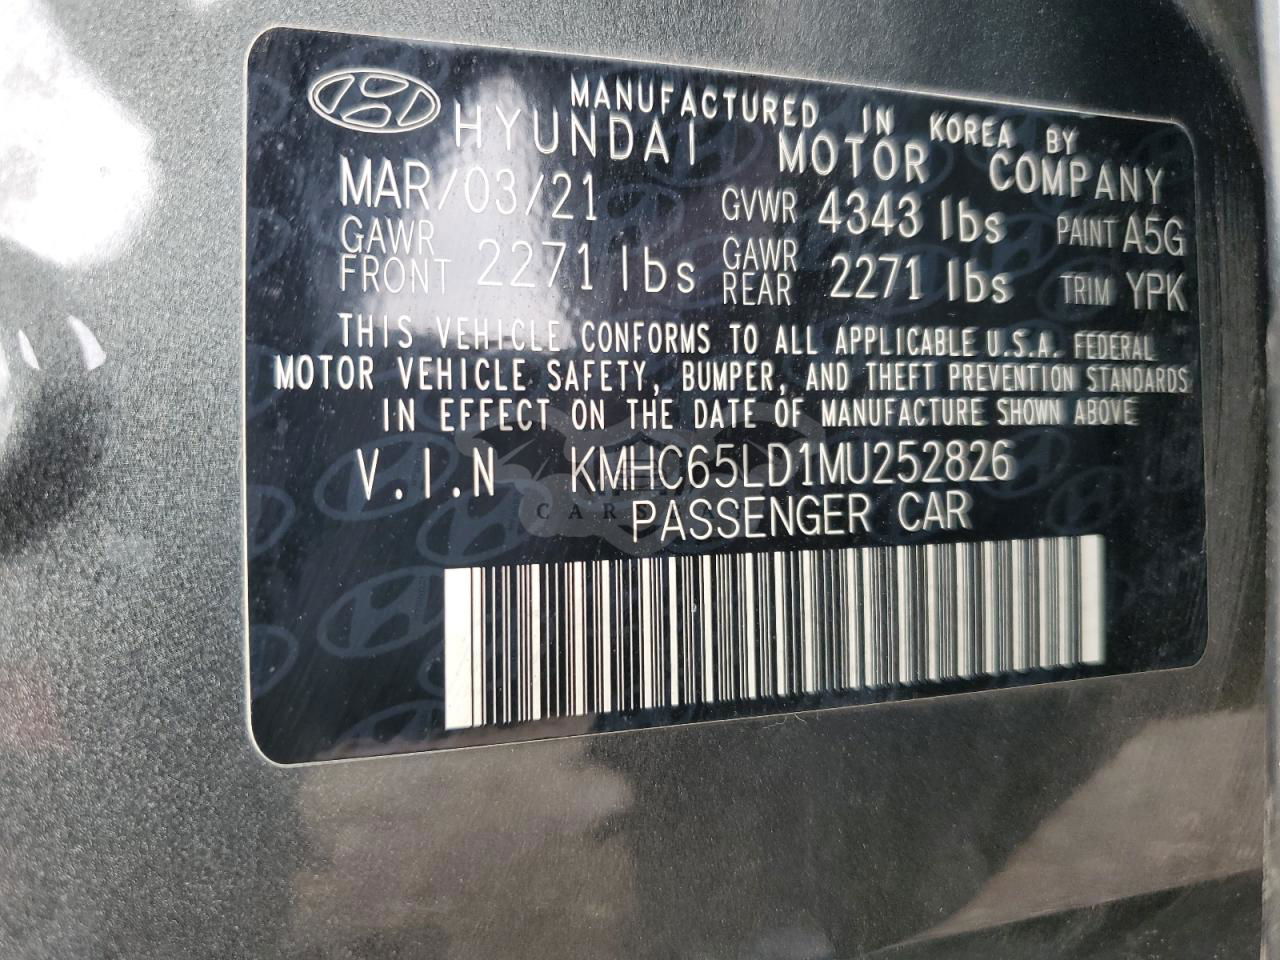 MANUFACTURED IN KOREA BY
HYUNDAI MOTOR COMPANY
MAR/03/21 GVWR 4343 lbs PAINT A5G
GAWR FRONT 2271 lbs GAWR REAR 2271 lbs TRIM YPK
THIS VEHICLE CONFORMS TO ALL APPLICABLE U.S.A. FEDERAL
MOTOR VEHICLE SAFETY, BUMPER, AND THEFT PREVENTION STANDARDS
IN EFFECT ON THE DATE OF MANUFACTURE SHOWN ABOVE
V.I.N KMHC65LD1MU252826
PASSENGER CAR